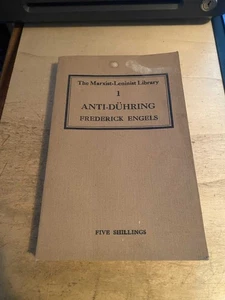 The Marxist-Leninist Library
1
ANTI-DÜHRING
FREDERICK ENGELS
FIVE SHILLINGS